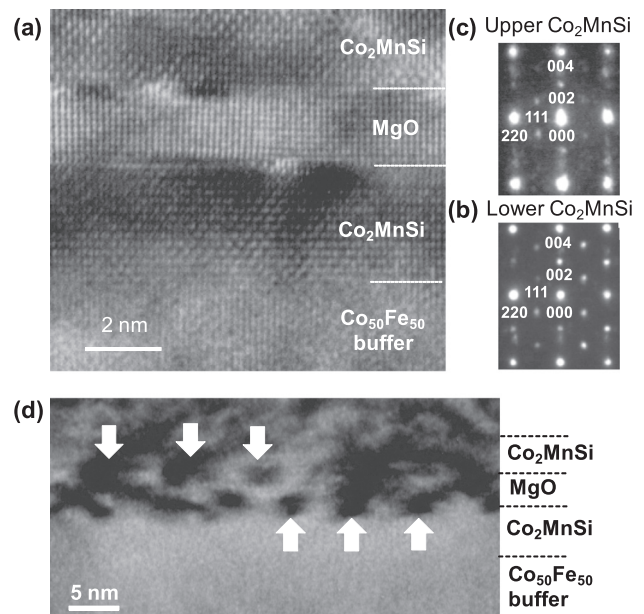 (a)
Co₂MnSi
MgO
Co₂MnSi
Co₅₀Fe₅₀
buffer
2 nm
(c) Upper Co₂MnSi
004
002
111
220 000
(b) Lower Co₂MnSi
004
002
111
220 000
(d)
Co₂MnSi
MgO
Co₂MnSi
Co₅₀Fe₅₀
buffer
5 nm